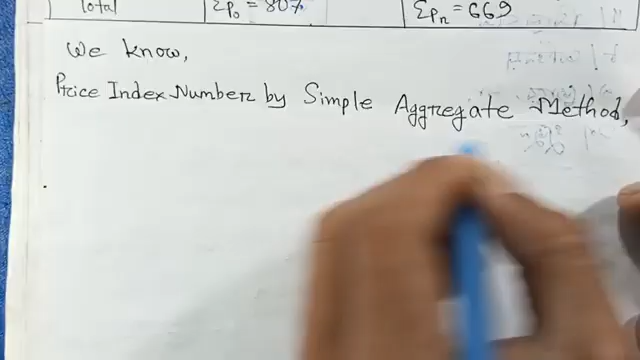 Total Σp₀ = 807 Σpₙ = 669
We know,
Price Index Number by Simple Aggregate Method,